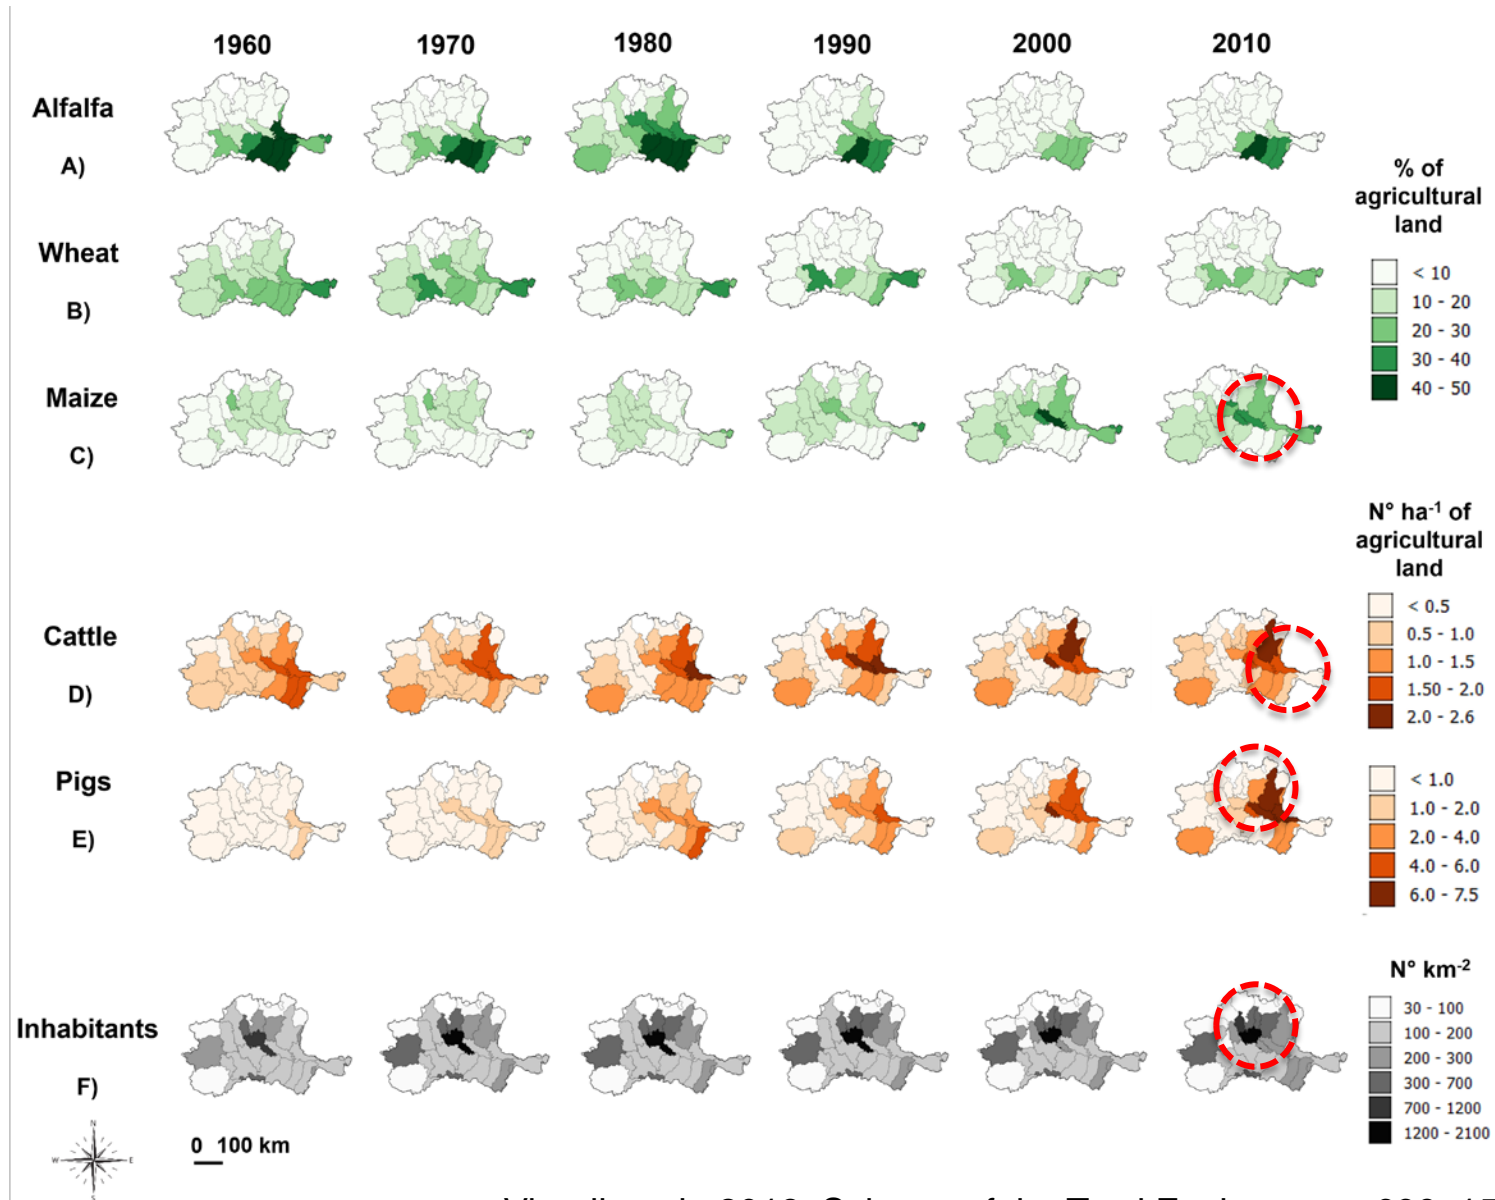 1960 1970 1980 1990 2000 2010
Alfalfa
A)
% of
agricultural
land
Wheat
B)
< 10
10 - 20
20 - 30
30 - 40
40 - 50
Maize
C)
N° ha-1 of
agricultural
land
Cattle
D)
< 0.5
0.5 - 1.0
1.0 - 1.5
1.50 - 2.0
2.0 - 2.6
Pigs
E)
< 1.0
1.0 - 2.0
2.0 - 4.0
4.0 - 6.0
6.0 - 7.5
N° km-2
Inhabitants
F)
30 - 100
100 - 200
200 - 300
300 - 700
700 - 1200
1200 - 2100
N
W E
S
0 100 km